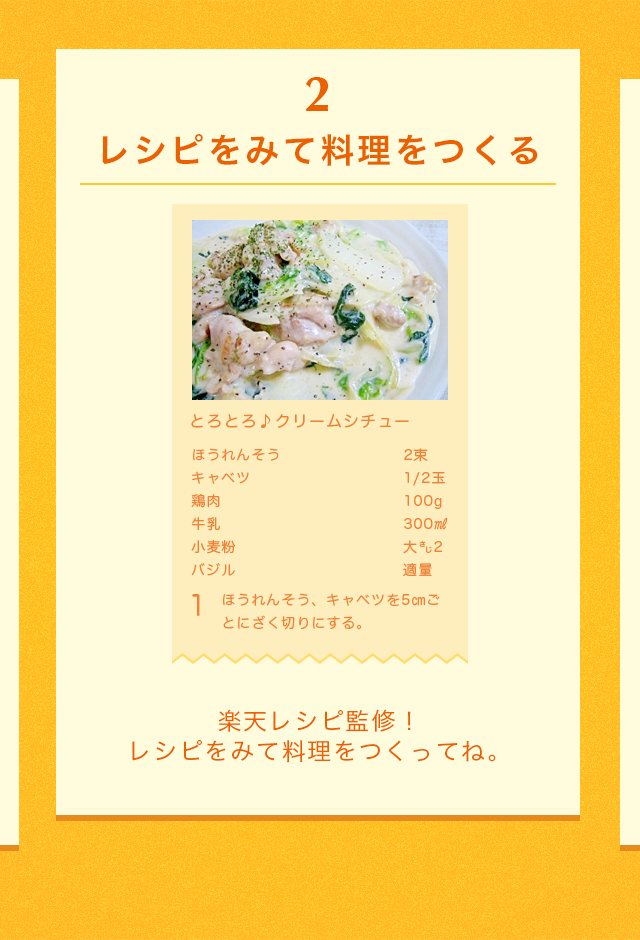 2
レシピをみて料理をつくる
とろとろ♪クリームシチュー
ほうれんそう 2束
キャベツ 1/2玉
鶏肉 100g
牛乳 300㎖
小麦粉 大さじ2
バジル 適量
1 ほうれんそう、キャベツを5㎝ご
とにざく切りにする。
楽天レシピ監修！
レシピをみて料理をつくってね。